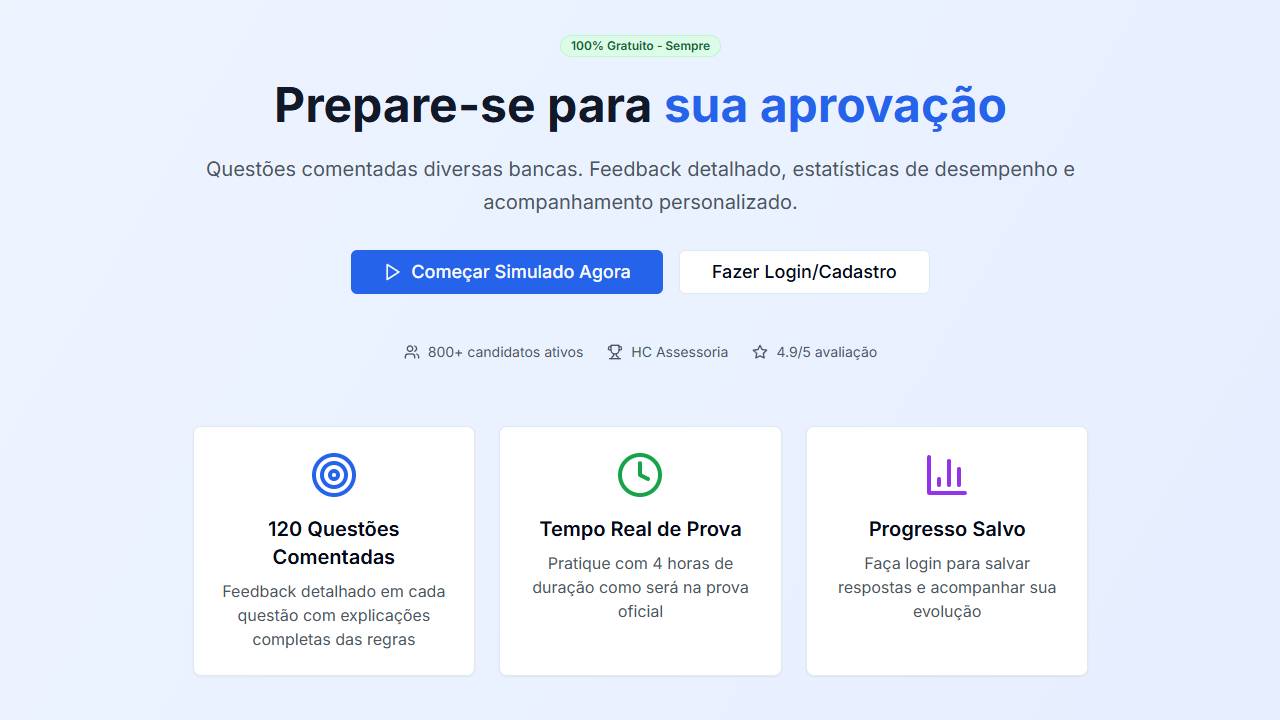 100% Gratuito - Sempre
Prepare-se para sua aprovação
Questões comentadas diversas bancas. Feedback detalhado, estatísticas de desempenho e
acompanhamento personalizado.
Começar Simulado Agora
Fazer Login/Cadastro
800+ candidatos ativos
HC Assessoria
4.9/5 avaliação
120 Questões
Comentadas
Feedback detalhado em cada
questão com explicações
completas das regras
Tempo Real de Prova
Pratique com 4 horas de
duração como será na prova
oficial
Progresso Salvo
Faça login para salvar
respostas e acompanhar sua
evolução